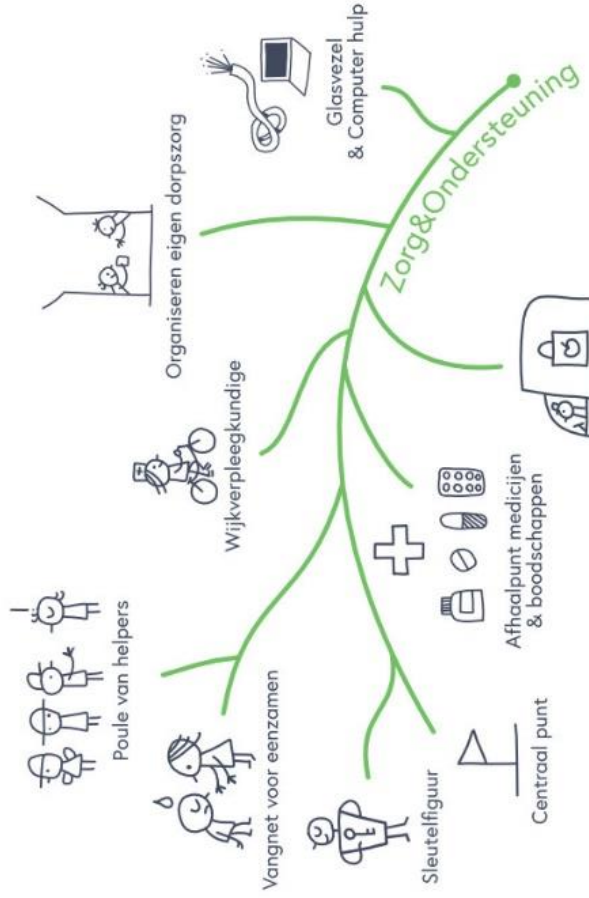 Poule van helpers
Vangnet voor eenzamen
Sleutelfiguur
Centraal punt
Wijkverpleegkundige
Afhaalpunt medicijen
& boodschappen
Organiseren eigen dorpszorg
Glasvezel
& Computer hulp
Zorg&Ondersteuning